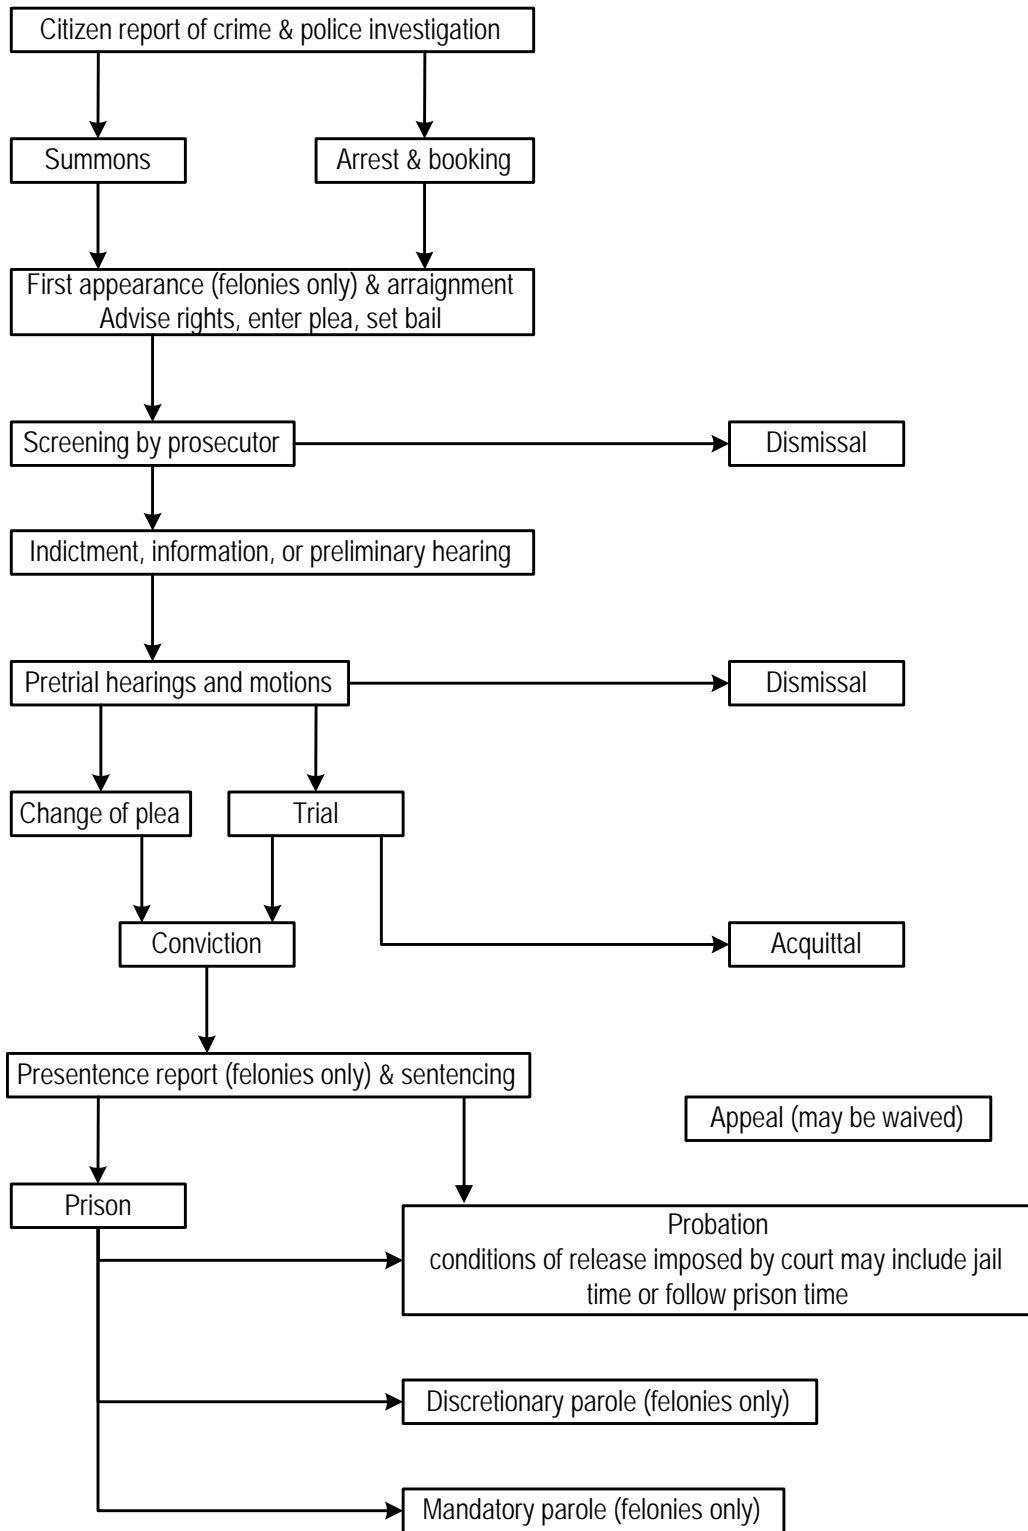 Citizen report of crime & police investigation
Summons
Arrest & booking
First appearance (felonies only) & arraignment
Advise rights, enter plea, set bail
Screening by prosecutor
Dismissal
Indictment, information, or preliminary hearing
Pretrial hearings and motions
Dismissal
Change of plea
Trial
Conviction
Acquittal
Presentence report (felonies only) & sentencing
Appeal (may be waived)
Prison
Probation
conditions of release imposed by court may include jail
time or follow prison time
Discretionary parole (felonies only)
Mandatory parole (felonies only)